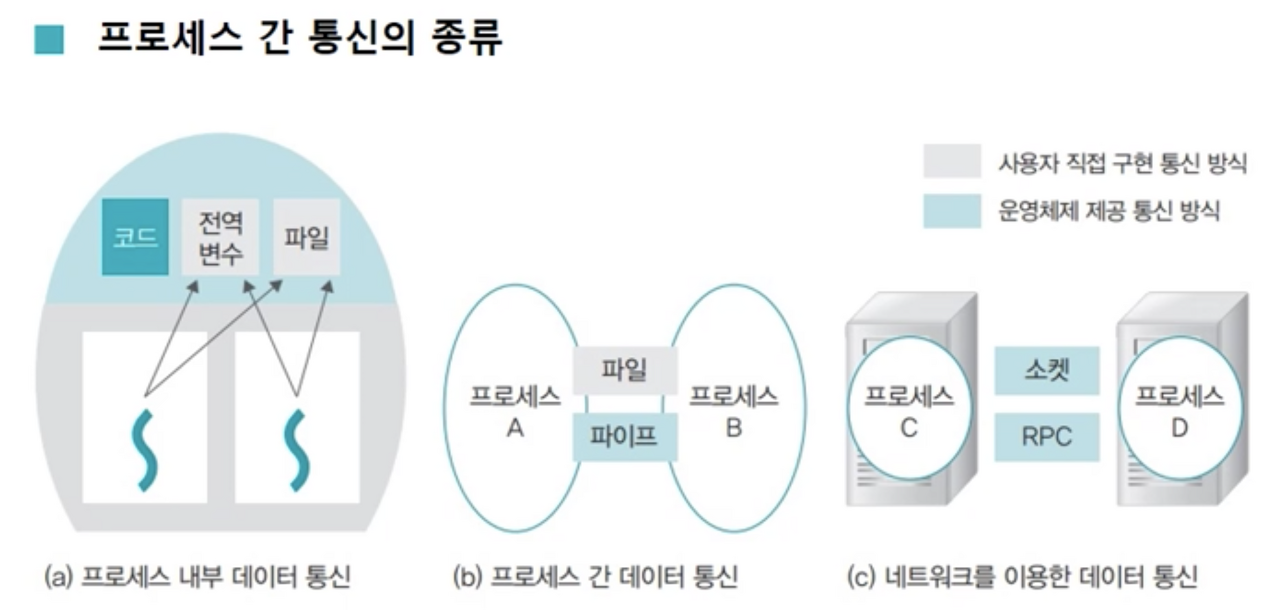 프로세스 간 통신의 종류
사용자 직접 구현 통신 방식
운영체제 제공 통신 방식
코드
전역
변수
파일
프로세스
A
파일
파이프
프로세스
B
프로세스
C
소켓
RPC
프로세스
D
(a) 프로세스 내부 데이터 통신
(b) 프로세스 간 데이터 통신
(c) 네트워크를 이용한 데이터 통신